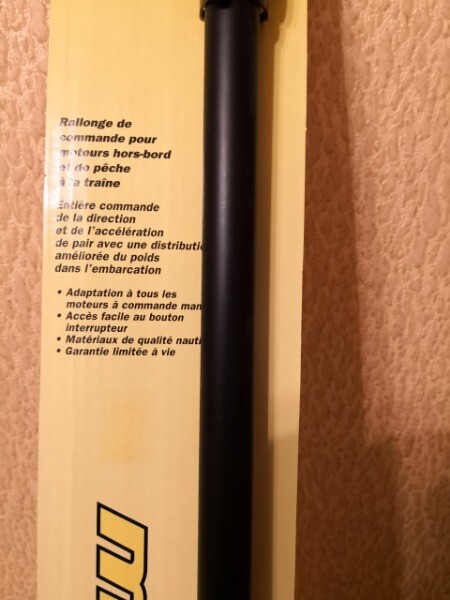 Rallonge de
commande pour
moteurs hors-bord
et de pêche
à la traîne
Entière commande
de la direction
et de l'accélération
de pair avec une distributio
améliorée du poids
dans l'embarcation
• Adaptation à tous les
moteurs à commande man
• Accès facile au bouton
interrupteur
• Matériaux de qualité nauti
• Garantie limitée à vie
m